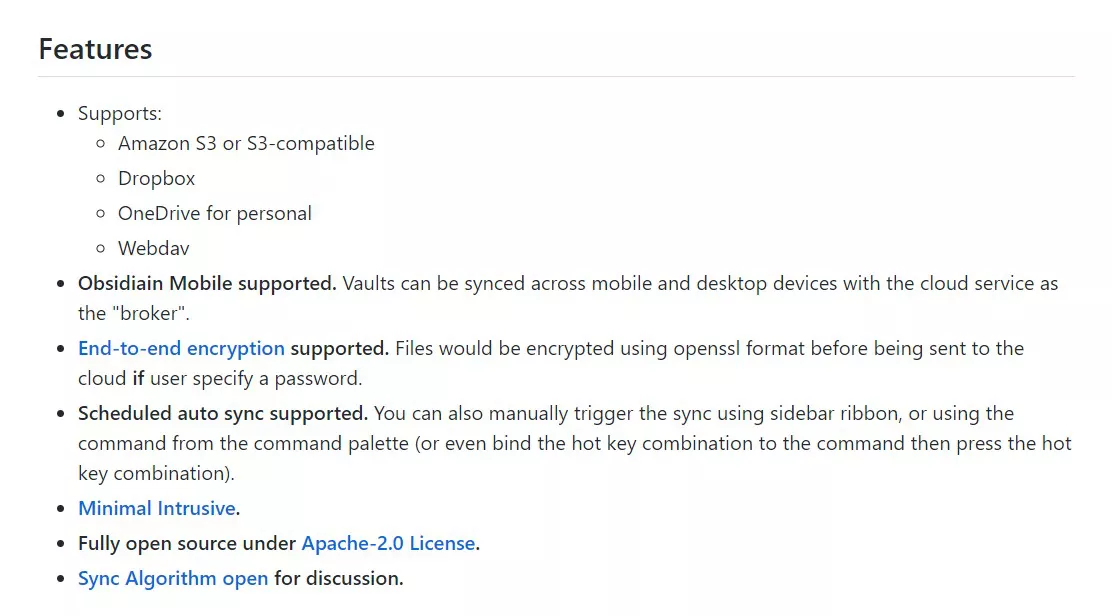 Features
Supports:
Amazon S3 or S3-compatible
Dropbox
OneDrive for personal
Webdav
Obsidiain Mobile supported. Vaults can be synced across mobile and desktop devices with the cloud service as
the "broker".
End-to-end encryption supported. Files would be encrypted using openssl format before being sent to the
cloud if user specify a password.
Scheduled auto sync supported. You can also manually trigger the sync using sidebar ribbon, or using the
command from the command palette (or even bind the hot key combination to the command then press the hot
key combination).
Minimal Intrusive.
Fully open source under Apache-2.0 License.
Sync Algorithm open for discussion.